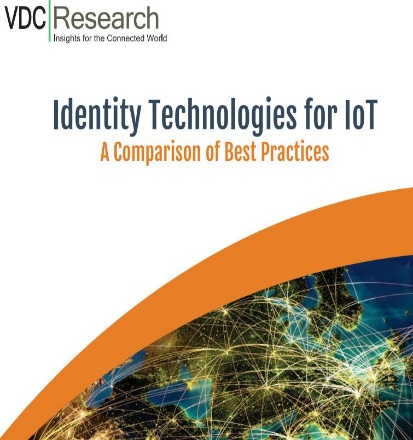 VDC Research
Insights for the Connected World
Identity Technologies for IoT
A Comparison of Best Practices